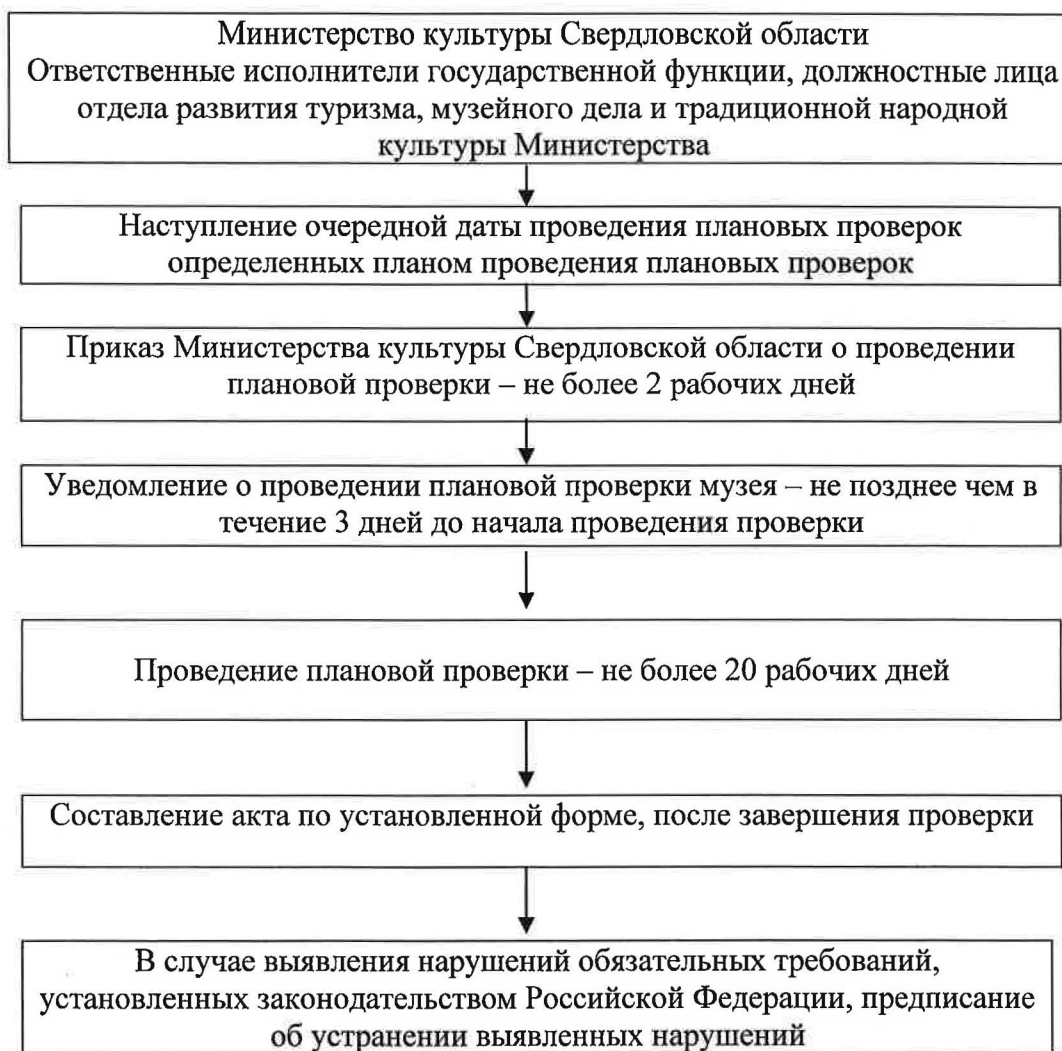 Министерство культуры Свердловской области
Ответственные исполнители государственной функции, должностные лица
отдела развития туризма, музейного дела и традиционной народной
культуры Министерства
Наступление очередной даты проведения плановых проверок
определенных планом проведения плановых проверок
Приказ Министерства культуры Свердловской области о проведении
плановой проверки – не более 2 рабочих дней
Уведомление о проведении плановой проверки музея – не позднее чем в
течение 3 дней до начала проведения проверки
Проведение плановой проверки – не более 20 рабочих дней
Составление акта по установленной форме, после завершения проверки
В случае выявления нарушений обязательных требований,
установленных законодательством Российской Федерации, предписание
об устранении выявленных нарушений